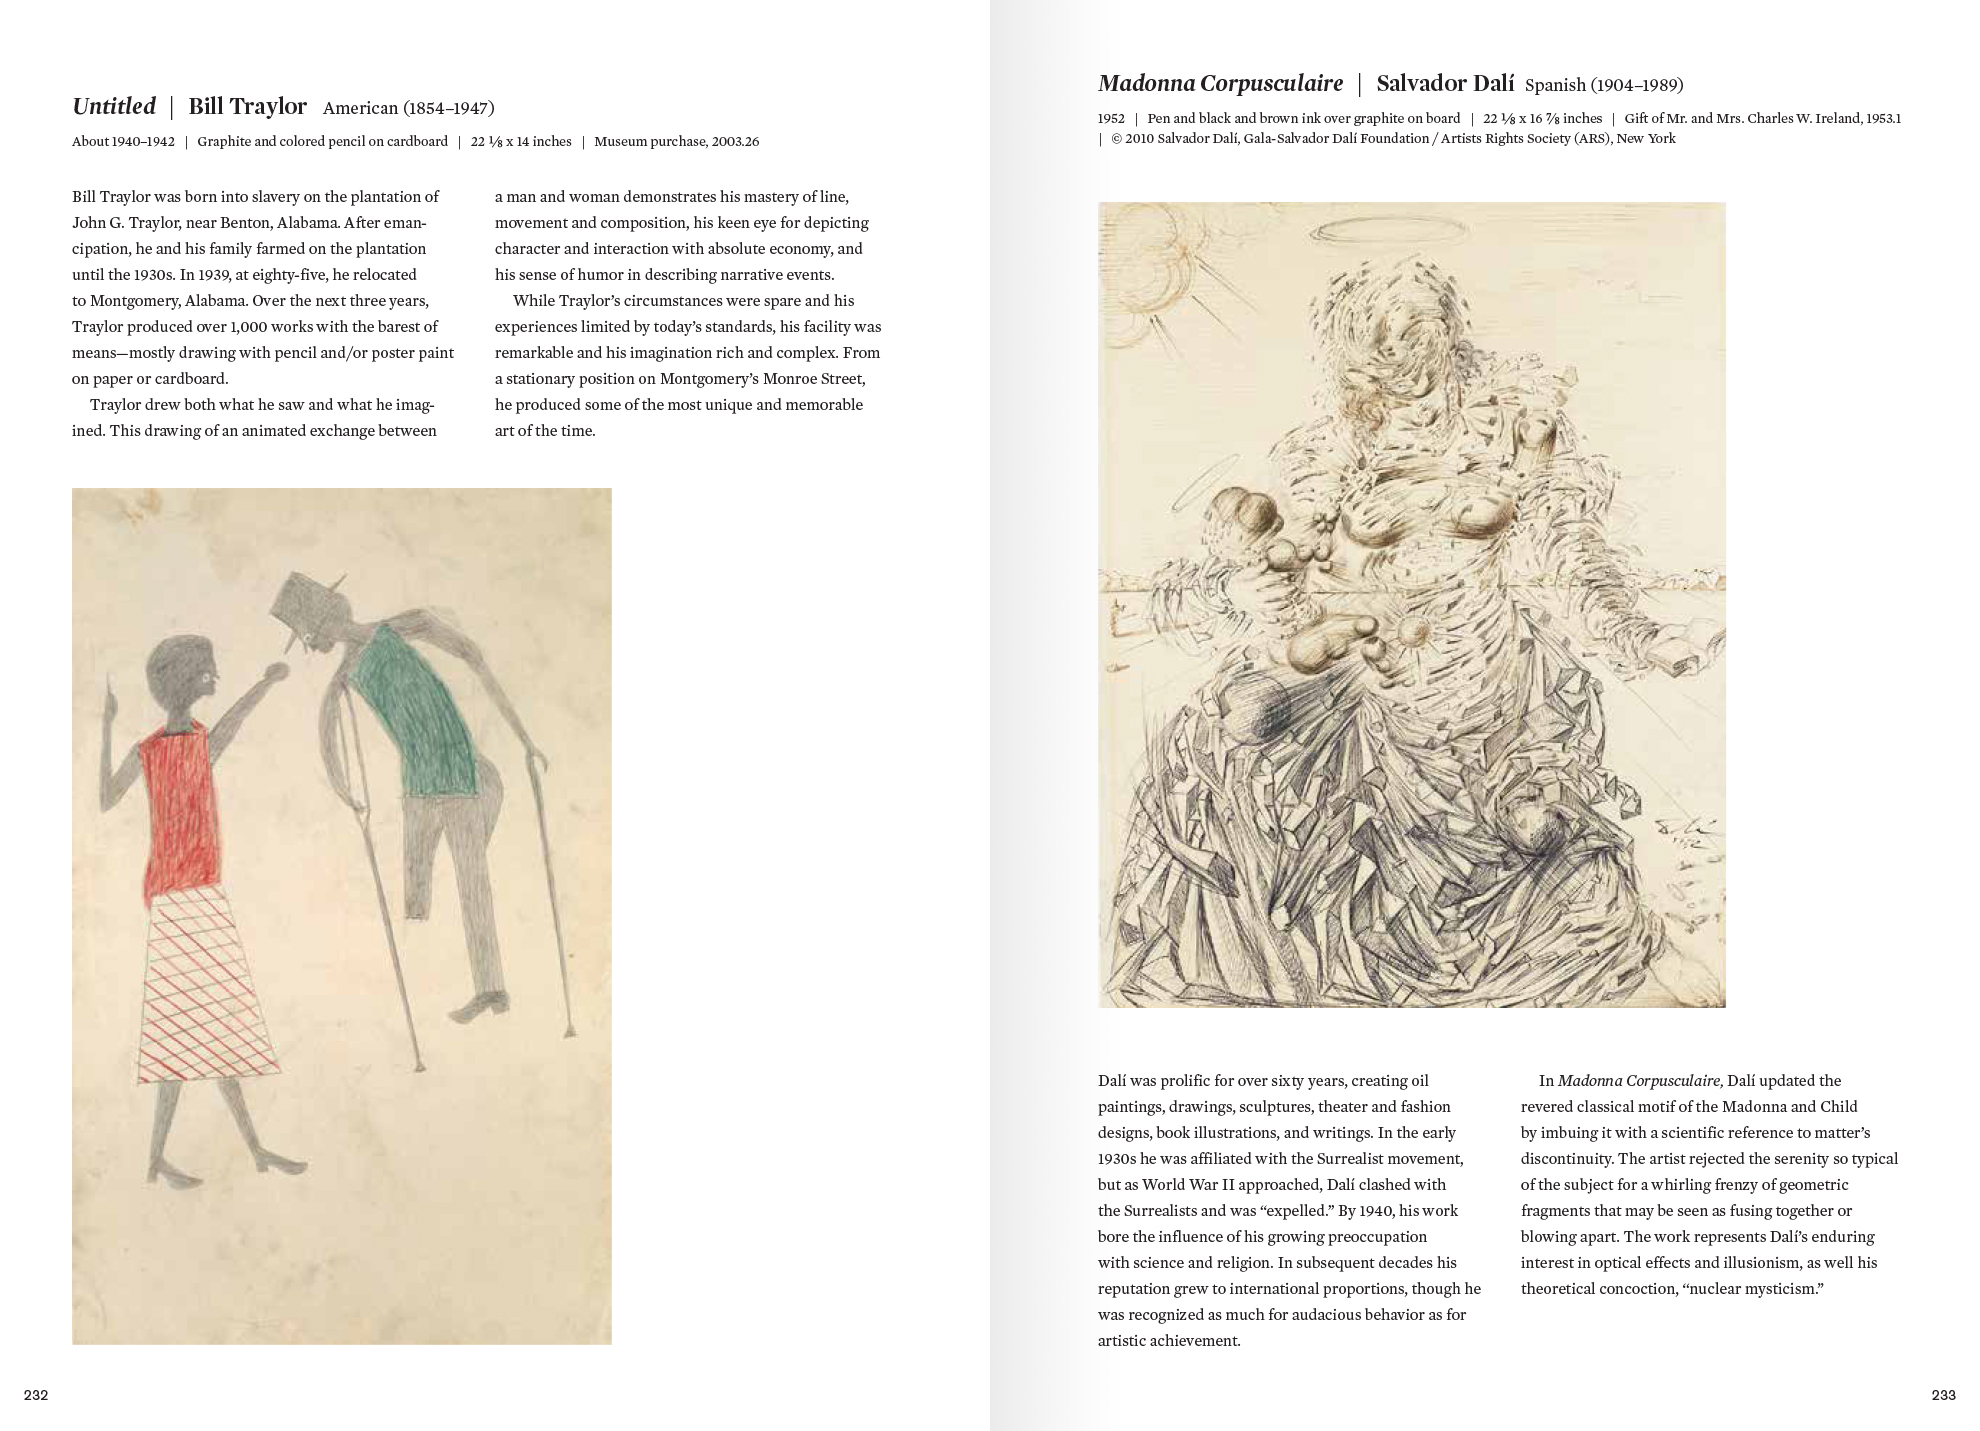 Untitled | Bill Traylor American (1854–1947)
About 1940–1942 | Graphite and colored pencil on cardboard | 22 ⅛ x 14 inches | Museum purchase, 2003.26
Bill Traylor was born into slavery on the plantation of
John G. Traylor, near Benton, Alabama. After eman-
cipation, he and his family farmed on the plantation
until the 1930s. In 1939, at eighty-five, he relocated
to Montgomery, Alabama. Over the next three years,
Traylor produced over 1,000 works with the barest of
means—mostly drawing with pencil and/or poster paint
on paper or cardboard.
Traylor drew both what he saw and what he imag-
ined. This drawing of an animated exchange between
a man and woman demonstrates his mastery of line,
movement and composition, his keen eye for depicting
character and interaction with absolute economy, and
his sense of humor in describing narrative events.
While Traylor’s circumstances were spare and his
experiences limited by today’s standards, his facility was
remarkable and his imagination rich and complex. From
a stationary position on Montgomery’s Monroe Street,
he produced some of the most unique and memorable
art of the time.
232
Madonna Corpusculaire | Salvador Dalí Spanish (1904–1989)
1952 | Pen and black and brown ink over graphite on board | 22 ⅛ x 16 ⅞ inches | Gift of Mr. and Mrs. Charles W. Ireland, 1953.1
| © 2010 Salvador Dalí, Gala-Salvador Dalí Foundation / Artists Rights Society (ARS), New York
Dalí
1952
Dalí was prolific for over sixty years, creating oil
paintings, drawings, sculptures, theater and fashion
designs, book illustrations, and writings. In the early
1930s he was affiliated with the Surrealist movement,
but as World War II approached, Dalí clashed with
the Surrealists and was “expelled.” By 1940, his work
bore the influence of his growing preoccupation
with science and religion. In subsequent decades his
reputation grew to international proportions, though he
was recognized as much for audacious behavior as for
artistic achievement.
In Madonna Corpusculaire, Dalí updated the
revered classical motif of the Madonna and Child
by imbuing it with a scientific reference to matter’s
discontinuity. The artist rejected the serenity so typical
of the subject for a whirling frenzy of geometric
fragments that may be seen as fusing together or
blowing apart. The work represents Dalí’s enduring
interest in optical effects and illusionism, as well his
theoretical concoction, “nuclear mysticism.”
233